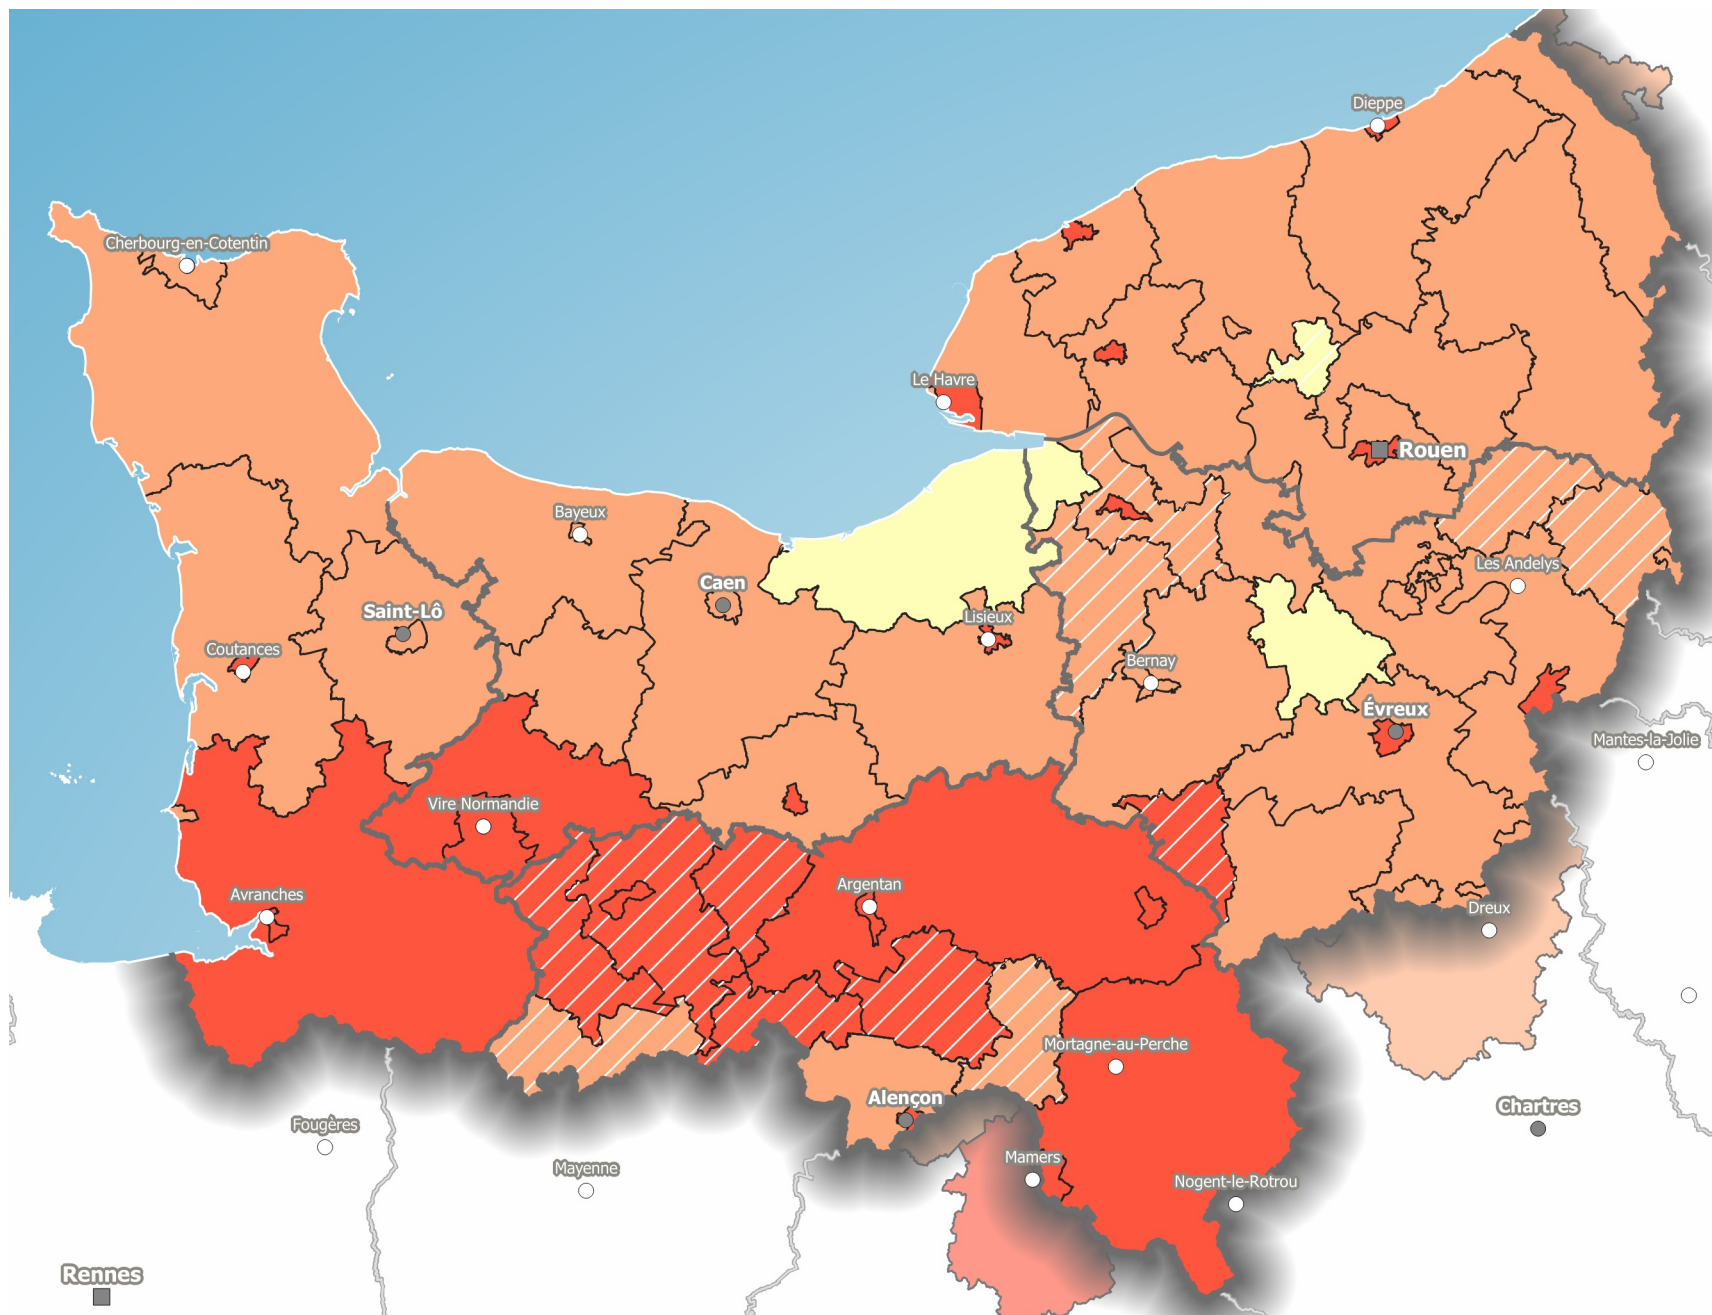 Dieppe
Cherbourg-en-Cotentin
Le Havre
Rouen
Bayeux
Les Andelys
Caen
Saint-Lô
Lisieux
Coutances
Bernay
Évreux
Mantes-la-Jolie
Vire Normandie
Argentan
Avranches
Dreux
Mortagne-au-Perche
Alençon
Chartres
Fougères
Mamers
Mayenne
Nogent-le-Rotrou
Rennes